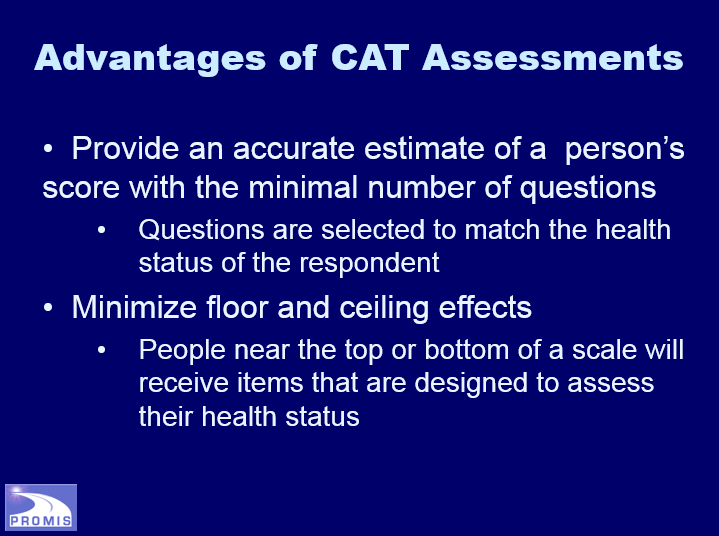 Advantages of CAT Assessments
• Provide an accurate estimate of a  person’s
score with the minimal number of questions
• Questions are selected to match the health
status of the respondent
• Minimize floor and ceiling effects
• People near the top or bottom of a scale will
receive items that are designed to assess
their health status
PROMIS